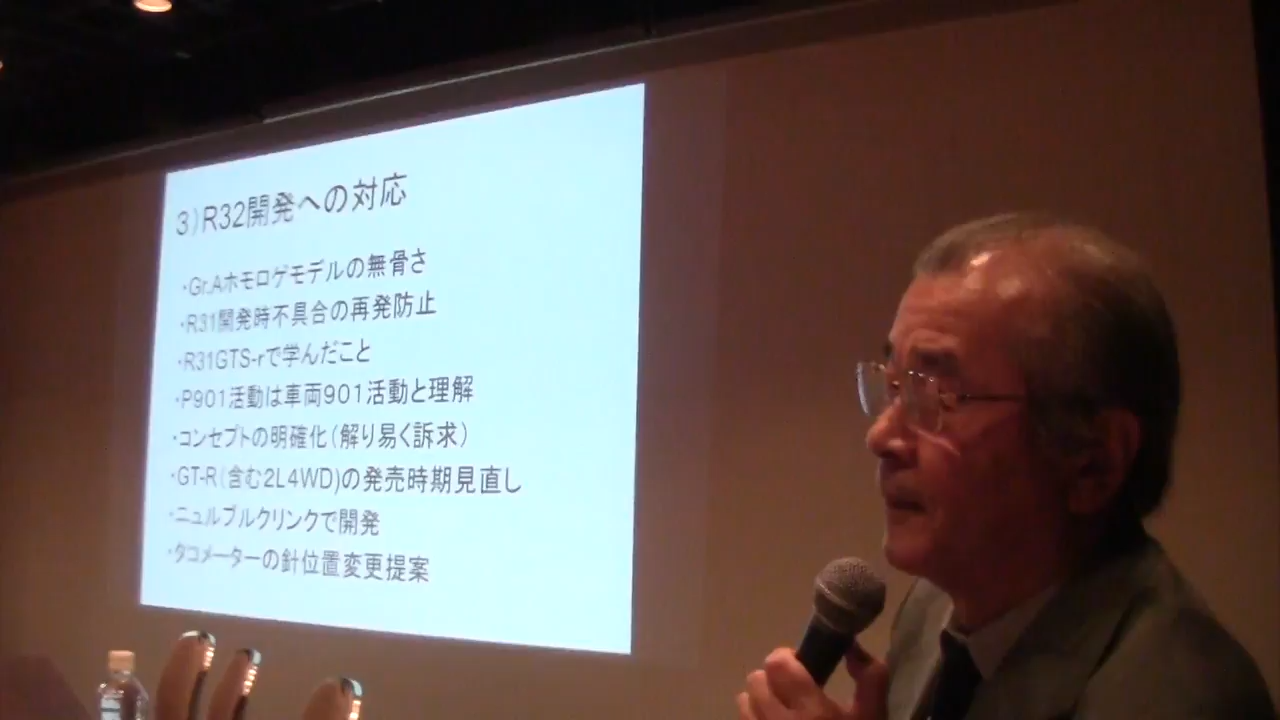 3)R32開発への対応
・Gr.Aホモロゲモデルの無骨さ
・R31開発時不具合の再発防止
・R31GTS-rで学んだこと
・P901活動は車両901活動と理解
・コンセプトの明確化(解り易く訴求)
・GT-R(含む2L4WD)の発売時期見直し
・ニュルブルクリンクで開発
・タコメーターの針位置変更提案